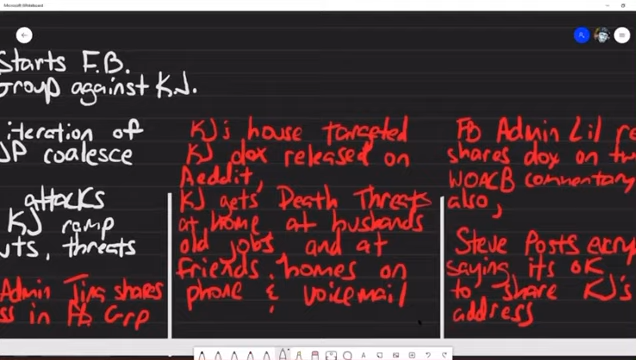 Microsoft Whiteboard
Starts F.B.
Group against KJ.
iteration of
coalesce
attacks
KJ ramp
threats
Admin Tina shares
in Fb Grp
KJs house targeted
KJ dox released on
Reddit,
KJ gets Death Threats
at home at husbands
old jobs and at
friends homes on
phone & voicemail
Fb Admin Lil
shares dox on
WOACB commentary
also,
Steve Posts
saying its OK
to share KJ's
address